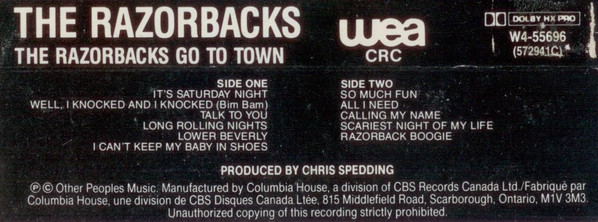 THE RAZORBACKS
THE RAZORBACKS GO TO TOWN
wea
CRC
DOLBY HX PRO
W4-55696
(572941C)
SIDE ONE
IT'S SATURDAY NIGHT
WELL, I KNOCKED AND I KNOCKED (Bim Bam)
TALK TO YOU
LONG ROLLING NIGHTS
LOWER BEVERLY
I CAN'T KEEP MY BABY IN SHOES
SIDE TWO
SO MUCH FUN
ALL I NEED
CALLING MY NAME
SCARIEST NIGHT OF MY LIFE
RAZORBACK BOOGIE
PRODUCED BY CHRIS SPEDDING
℗© Other Peoples Music. Manufactured by Columbia House, a division of CBS Records Canada Ltd./Fabriqué par
Columbia House, une division de CBS Disques Canada Ltée, 815 Middlefield Road, Scarborough, Ontario, M1V 3M3.
Unauthorized copying of this recording strictly prohibited.